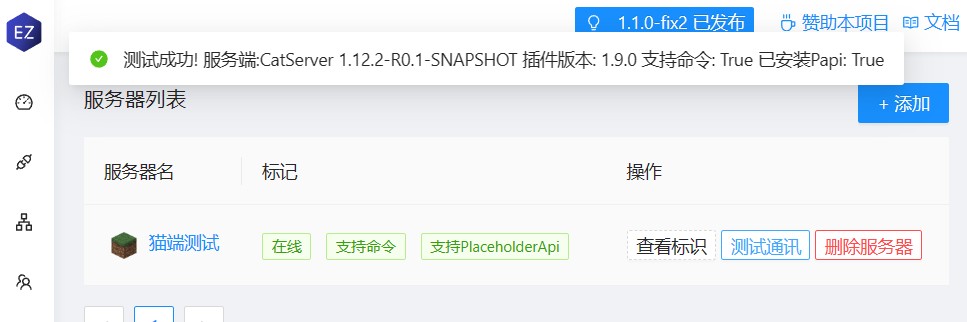 EZ
1.1.0-fix2 已发布 赞助本项目 文档
测试成功! 服务端:CatServer 1.12.2-R0.1-SNAPSHOT 插件版本: 1.9.0 支持命令: True 已安装Papi: True
服务器列表 + 添加
服务器名 标记 操作
猫端测试 在线 支持命令 支持PlaceholderApi 查看标识 测试通讯 删除服务器